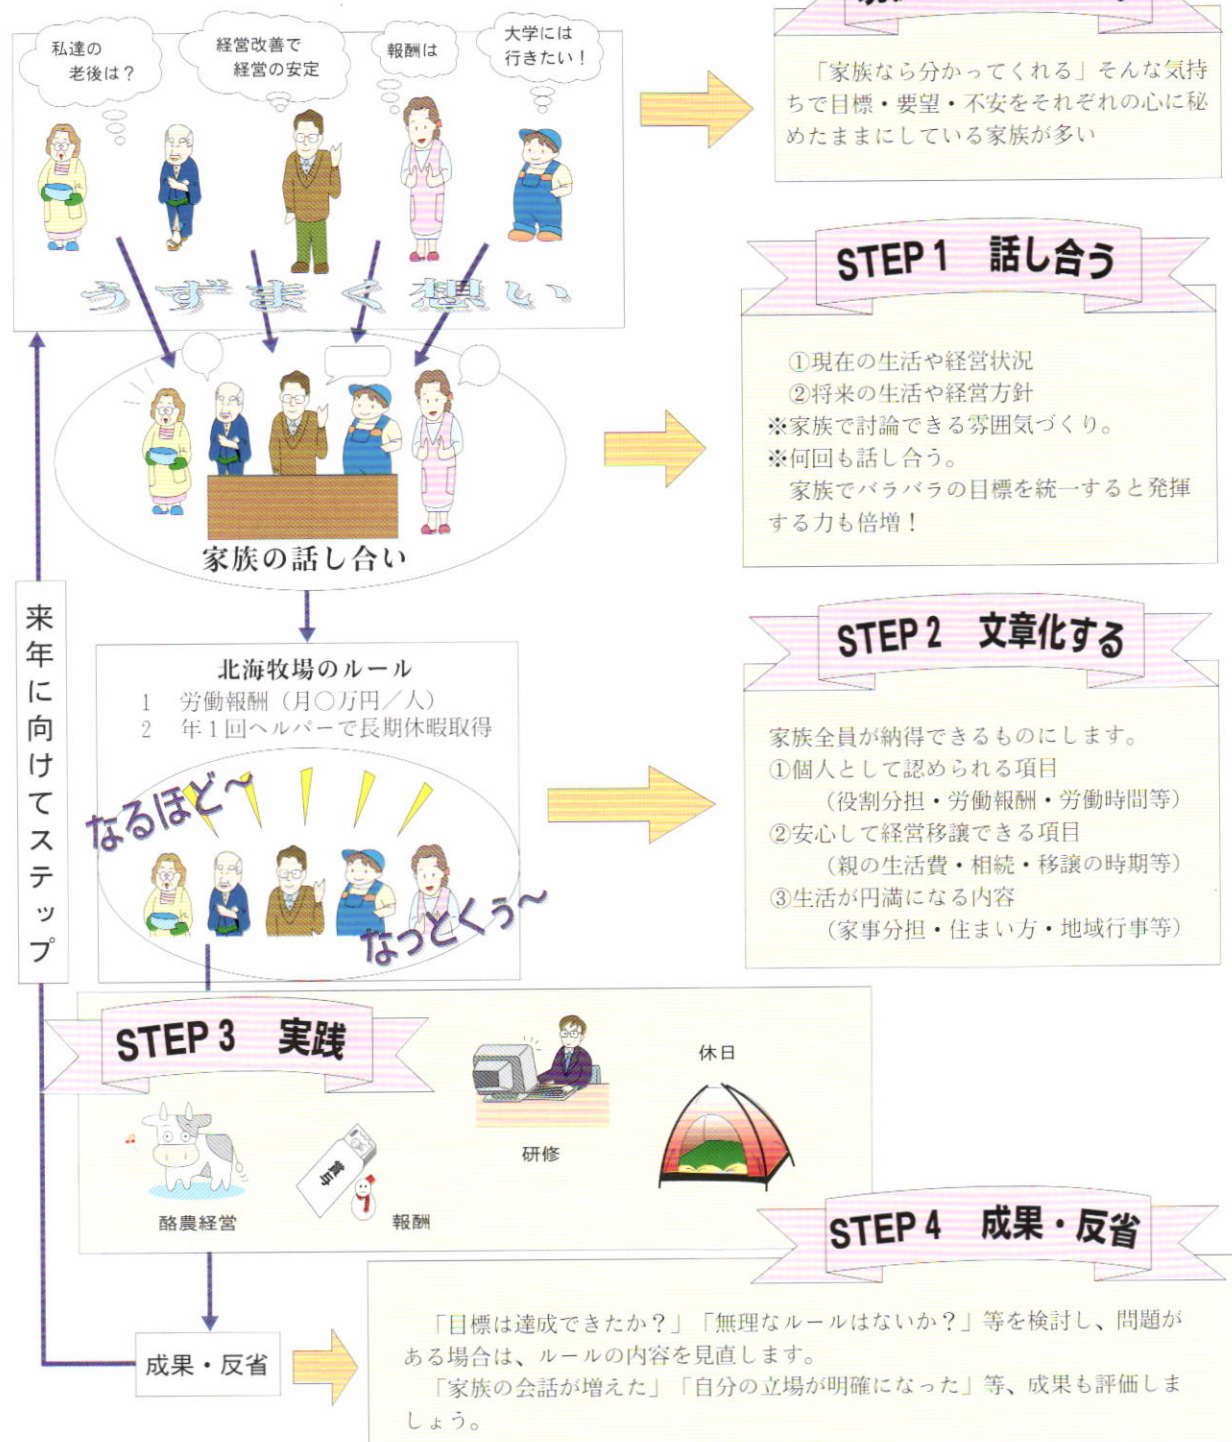 私達の
老後は？
経営改善で
経営の安定
報酬は
大学には
行きたい！
うずまく想い
「家族なら分かってくれる」そんな気持
ちで目標・要望・不安をそれぞれの心に秘
めたままにしている家族が多い
STEP1　話し合う
①現在の生活や経営状況
②将来の生活や経営方針
※家族で討論できる雰囲気づくり。
※何回も話し合う。
家族でバラバラの目標を統一すると発揮
する力も倍増！
家族の話し合い
来年に向けてステップ
北海牧場のルール
1　労働報酬（月〇万円／人）
2　年１回ヘルパーで長期休暇取得
なるほど～
なっとくぅ～
STEP2　文章化する
家族全員が納得できるものにします。
①個人として認められる項目
（役割分担・労働報酬・労働時間等）
②安心して経営移譲できる項目
（親の生活費・相続・移譲の時期等）
③生活が円満になる内容
（家事分担・住まい方・地域行事等）
STEP3　実践
酪農経営
賞与
報酬
研修
休日
STEP4　成果・反省
成果・反省
「目標は達成できたか？」「無理なルールはないか？」等を検討し、問題が
ある場合は、ルールの内容を見直します。
「家族の会話が増えた」「自分の立場が明確になった」等、成果も評価しま
しょう。